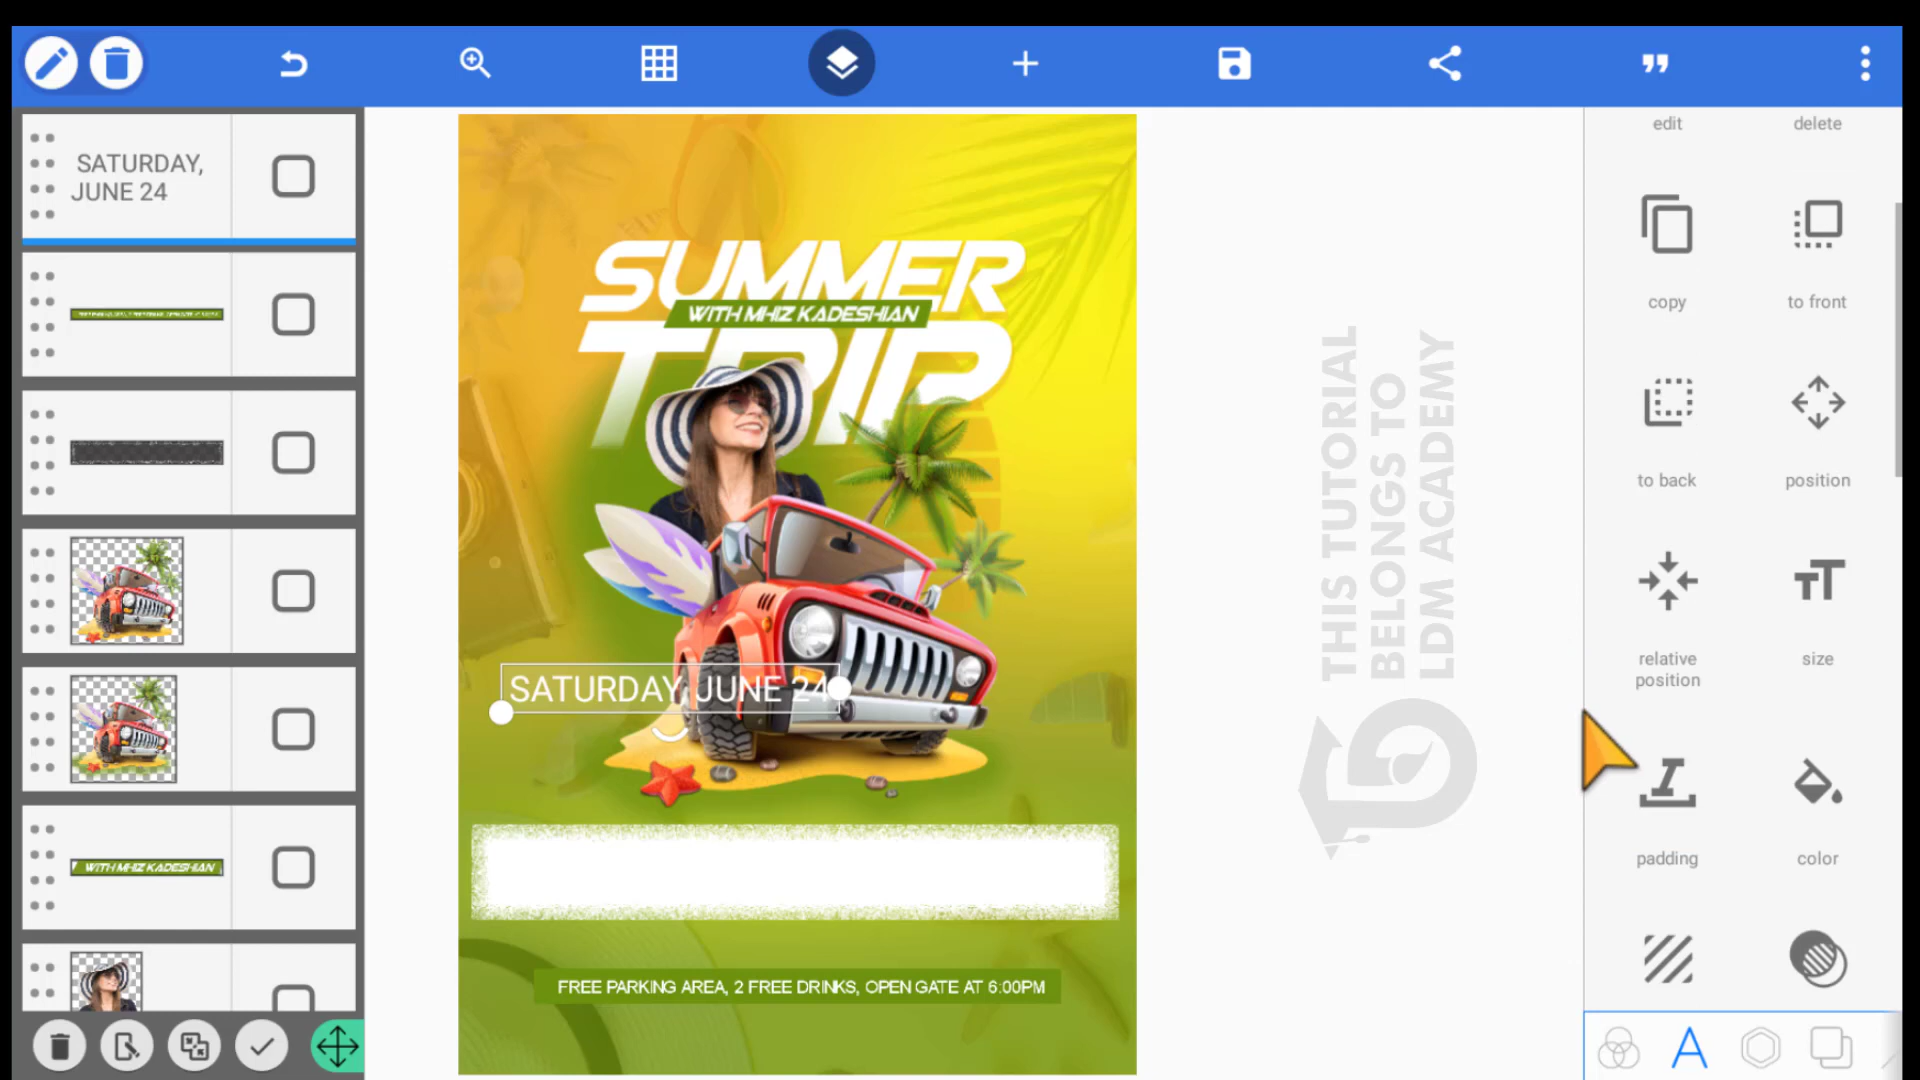 SATURDAY,
JUNE 24
WITH MHIZ KADESHIAN
SUMMER
WITH MHIZ KADESHIAN
TRIP
SATURDAY JUNE 24
FREE PARKING AREA, 2 FREE DRINKS, OPEN GATE AT 6:00PM
THIS TUTORIAL
BELONGS TO
LDM ACADEMY
edit
delete
copy
to front
to back
position
relative
position
size
padding
color